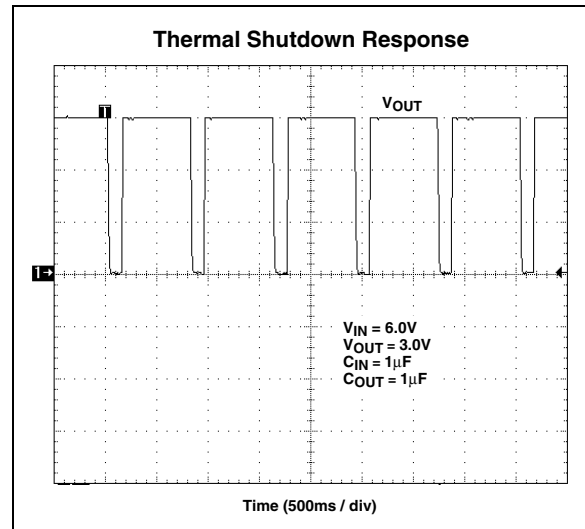 Thermal Shutdown Response
T
VOUT
1→
VIN = 6.0V
VOUT = 3.0V
CIN = 1µF
COUT = 1µF
Time (500ms / div)